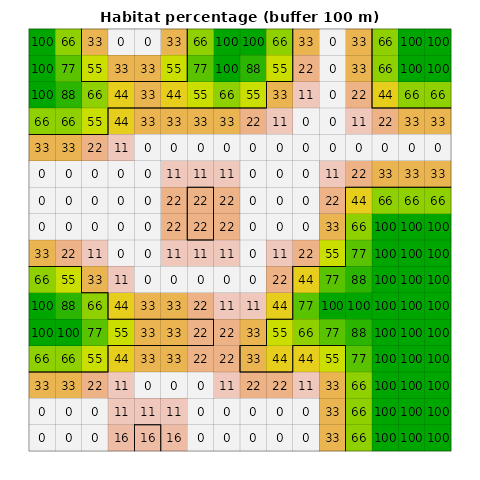 Habitat percentage (buffer 100 m)
100 66 33 0 0 33 66 100 100 66 33 0 33 66 100 100
100 77 55 33 33 55 77 100 88 55 22 0 33 66 100 100
100 88 66 44 33 44 55 66 55 33 11 0 22 44 66 66
66 66 55 44 33 33 33 33 22 11 0 0 11 22 33 33
33 33 22 11 0 0 0 0 0 0 0 0 0 0 0 0
0 0 0 0 0 11 11 11 0 0 0 11 22 33 33 33
0 0 0 0 0 22 22 22 0 0 0 22 44 66 66 66
0 0 0 0 0 22 22 22 0 0 0 33 66 100 100 100
33 22 11 0 0 11 11 11 0 11 22 55 77 100 100 100
66 55 33 11 0 0 0 0 0 22 44 77 88 100 100 100
100 88 66 44 33 33 22 11 11 44 77 100 100 100 100 100
100 100 77 55 33 33 22 22 33 55 66 77 88 100 100 100
66 66 55 44 33 33 22 22 33 44 44 55 77 100 100 100
33 33 22 11 0 0 0 11 22 22 11 33 66 100 100 100
0 0 0 11 11 11 0 0 0 0 0 33 66 100 100 100
0 0 0 16 16 16 0 0 0 0 0 33 66 100 100 100